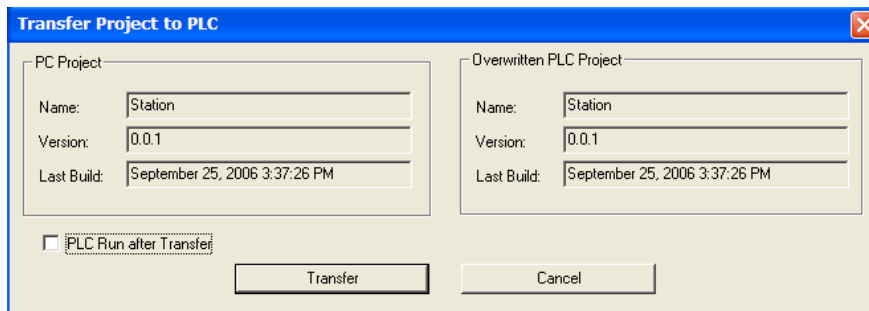 Transfer Project to PLC
PC Project
Name: Station
Version: 0.0.1
Last Build: September 25, 2006 3:37:26 PM
Overwritten PLC Project
Name: Station
Version: 0.0.1
Last Build: September 25, 2006 3:37:26 PM
PLC Run after Transfer
Transfer
Cancel